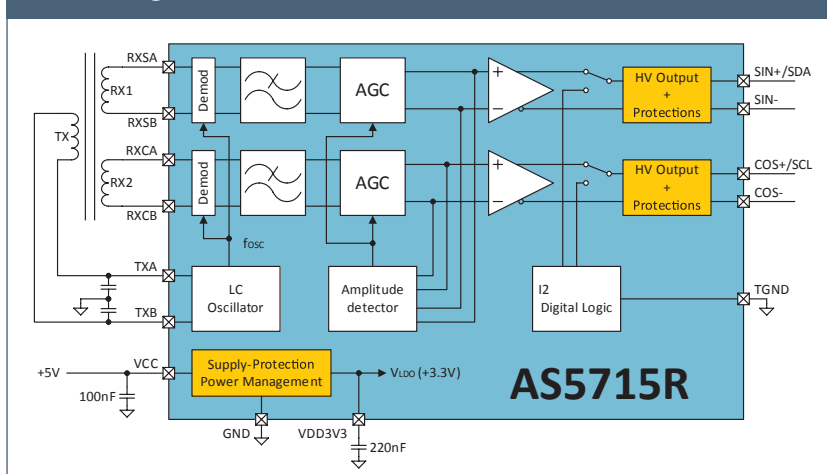 RXSA
RX1
RXSB
TX
RXCA
RX2
RXCB
Demod
AGC
Demod
AGC
fosc
HV Output
+
Protections
SIN+/SDA
SIN-
HV Output
+
Protections
COS+/SCL
COS-
+
−
+
−
TXA
TXB
LC
Oscillator
Amplitude
detector
I2
Digital Logic
TGND
+5V
VCC
100nF
Supply-Protection
Power Management
VLDO (+3.3V)
GND
VDD3V3
220nF
AS5715R